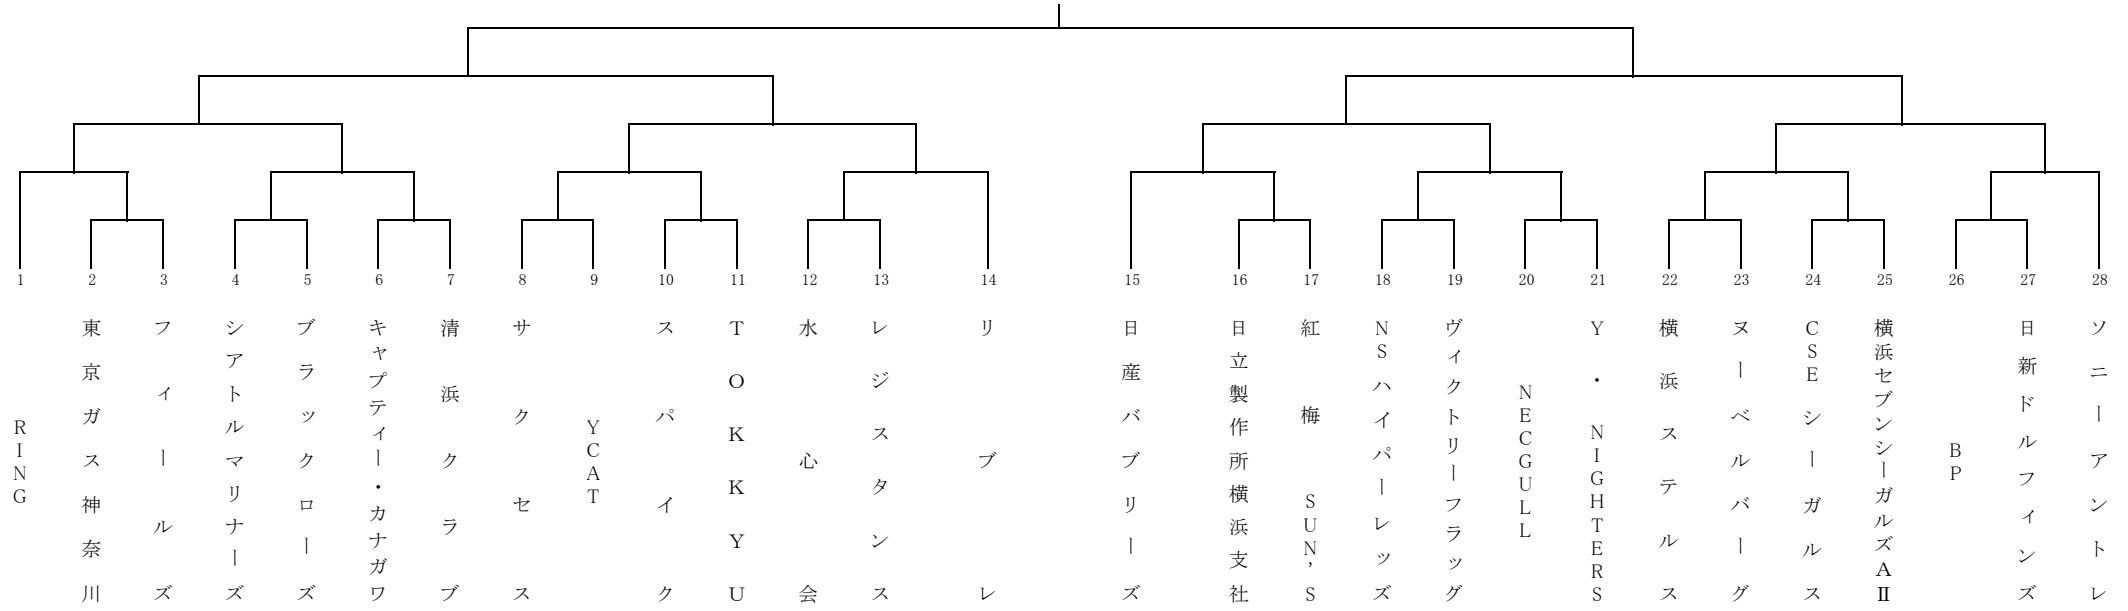 1 2 3 4 5 6 7 8 9 10 11 12 13 14 15 16 17 18 19 20 21 22 23 24 25 26 27 28
RING
東京ガス神奈川
フィールズ
シアトルマリナーズ
ブラックローズ
キャプティー・カナガワ
清浜クラブ
サクセス
YCAT
スパイク
TOKKYU
水心会
レジスタンス
リブレ
日産バブリーズ
日立製作所横浜支社
紅梅SUN'S
NSハイパーレッズ
ヴィクトリーフラッグ
NECGULL
Y・NIGHTERS
横浜ステルス
ヌーベルバーグ
CSEシーガルス
横浜セブンシーガルズAⅡ
BP
日新ドルフィンズ
ソニーアントレ